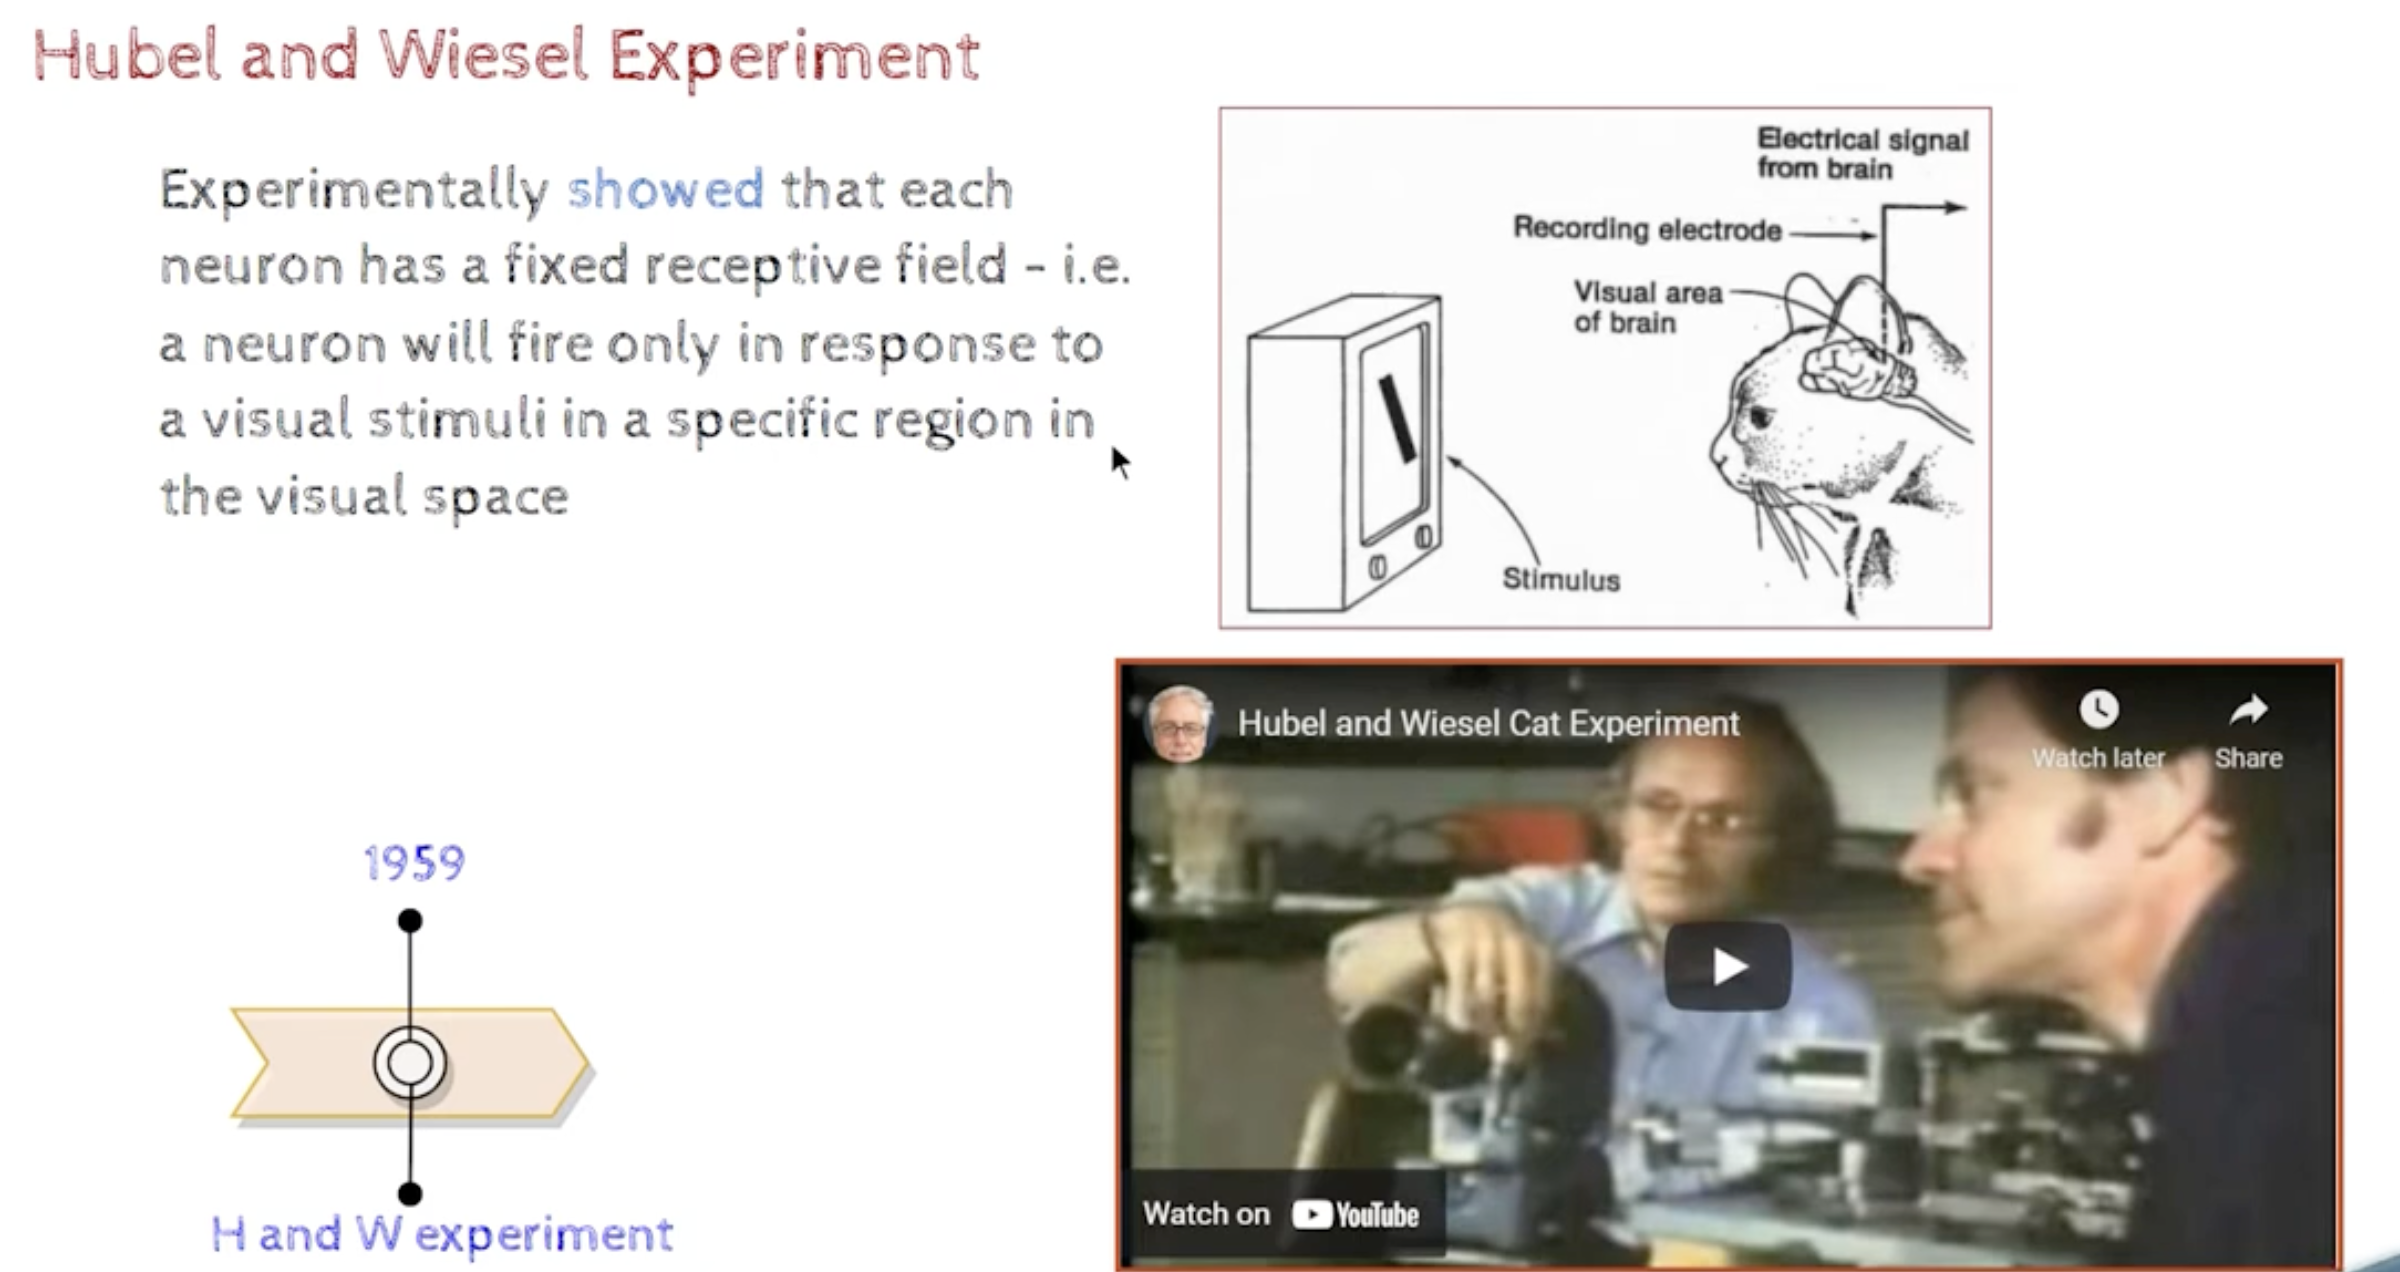 Hubel and Wiesel Experiment
Experimentally showed that each
neuron has a fixed receptive field - i.e.
a neuron will fire only in response to
a visual stimuli in a specific region in
the visual space
Electrical signal
from brain
Recording electrode
Visual area
of brain
Stimulus
1959
H and W experiment
Hubel and Wiesel Cat Experiment
Watch later
Share
Watch on YouTube